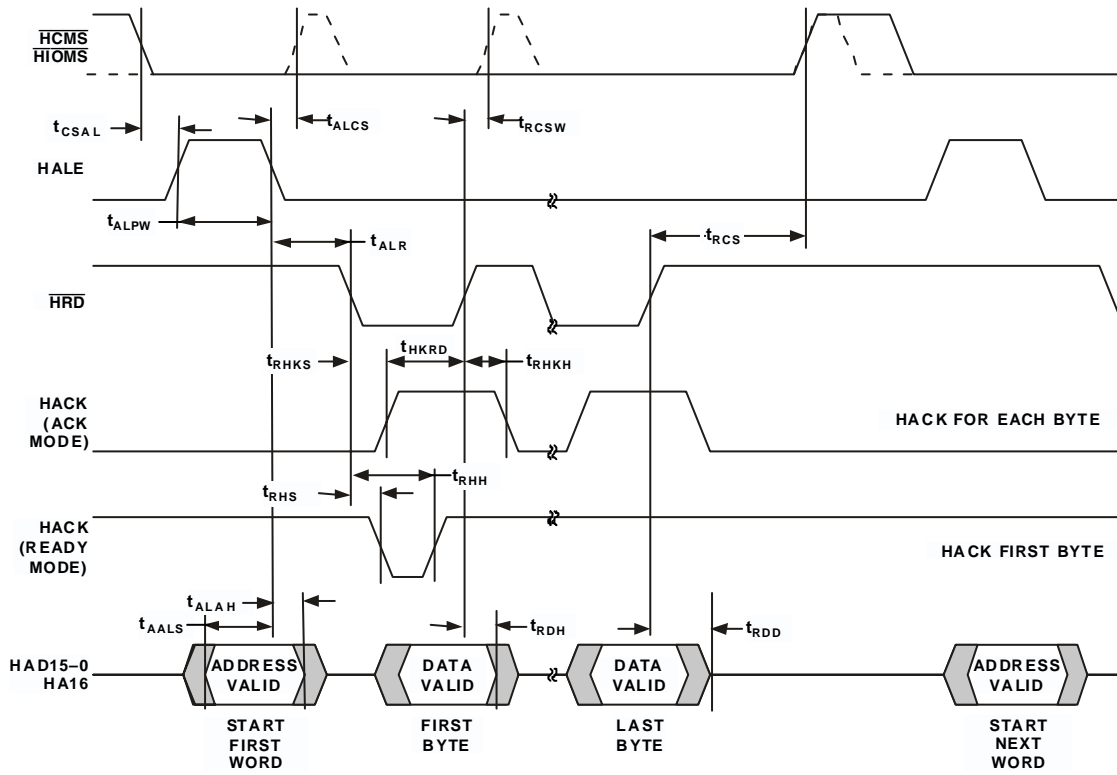 HCMS
HIOMS
tCSAL
tALCS
tRCSW
HALE
tALPW
tALR
tRCS
HRD
tRHKS
tHKRD
tRHKH
HACK
(ACK
MODE)
HACK FOR EACH BYTE
tRHH
tRHS
HACK
(READY
MODE)
HACK FIRST BYTE
tALAH
tAALS
tRDH
tRDD
HAD15–0
HA16
ADDRESS
VALID
DATA
VALID
DATA
VALID
ADDRESS
VALID
START
FIRST
WORD
FIRST
BYTE
LAST
BYTE
START
NEXT
WORD